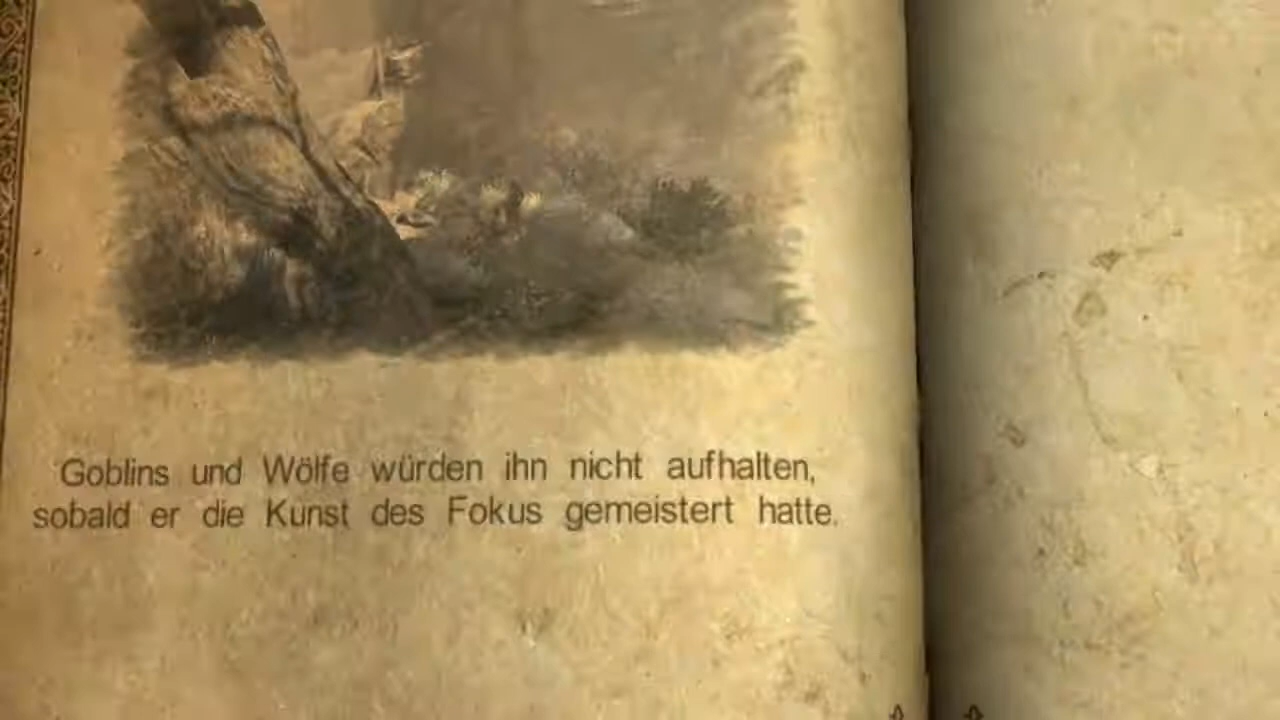 Goblins und Wölfe würden ihn nicht aufhalten,
sobald er die Kunst des Fokus gemeistert hatte.